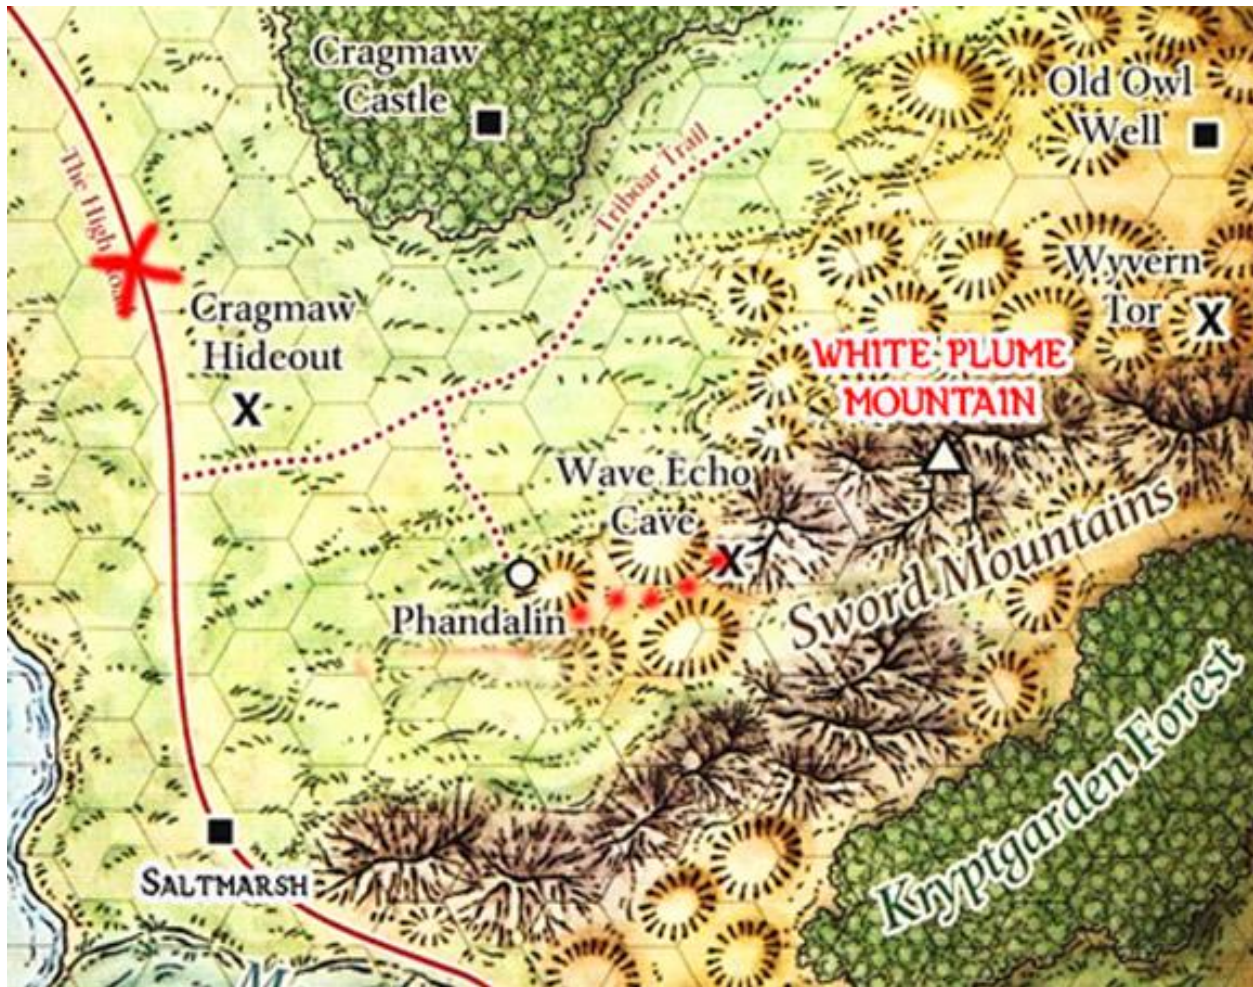 Cragmaw
Castle
Old Owl
Well
Triboar Trail
The High
Wyvern
Tor
X
Cragmaw
Hideout
X
WHITE PLUME
MOUNTAIN
Wave Echo
Cave
X
Sword Mountains
Phandalin
Kryptgarden Forest
SALTMARSH